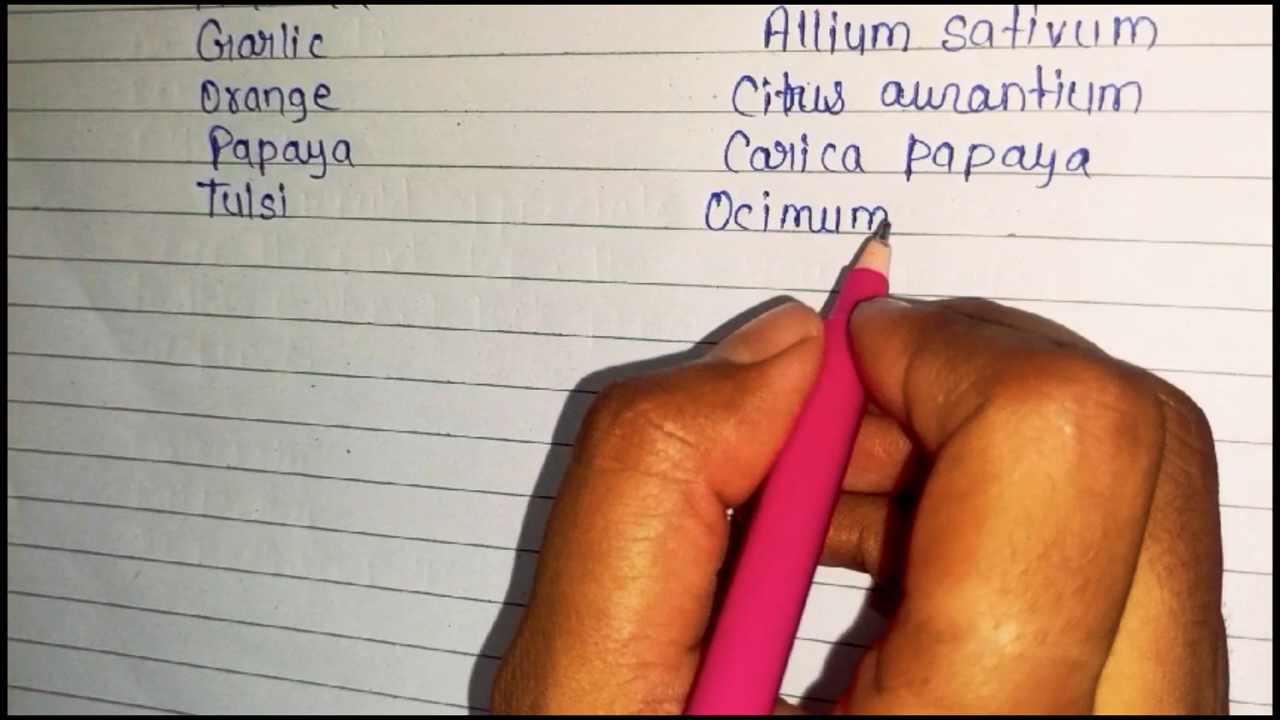 Garlic Allium sativum
Orange Citrus aurantium
Papaya Carica papaya
Tulsi Ocimum